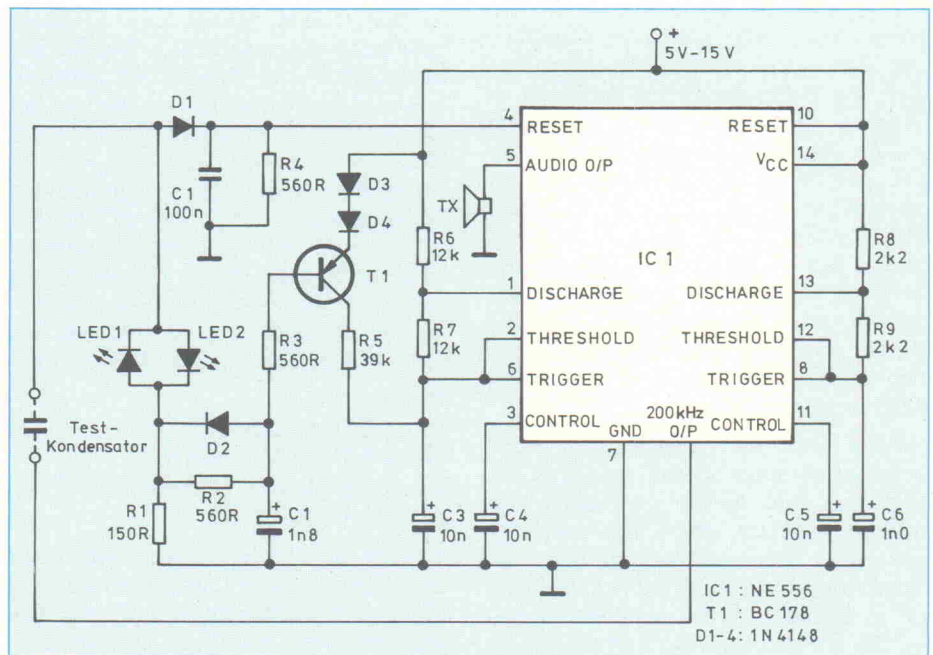 +
5V–15V
D1
4
RESET
RESET
10
5
AUDIO O/P
VCC
14
R4
560R
D3
C1
100n
D4
TX
R6
12k
R8
2k2
T1
IC 1
1
DISCHARGE
DISCHARGE
13
LED1
LED2
R3
560R
R5
39k
R7
12k
2
THRESHOLD
THRESHOLD
12
R9
2k2
6
TRIGGER
TRIGGER
8
Test-
Kondensator
D2
3
CONTROL
200kHz
O/P
CONTROL
11
GND
7
R2
560R
R1
150R
+
C1
1n8
+
C3
10n
+
C4
10n
C5
10n
+
+
C6
1n0
IC1 : NE 556
T1 : BC 178
D1-4: 1N 4148